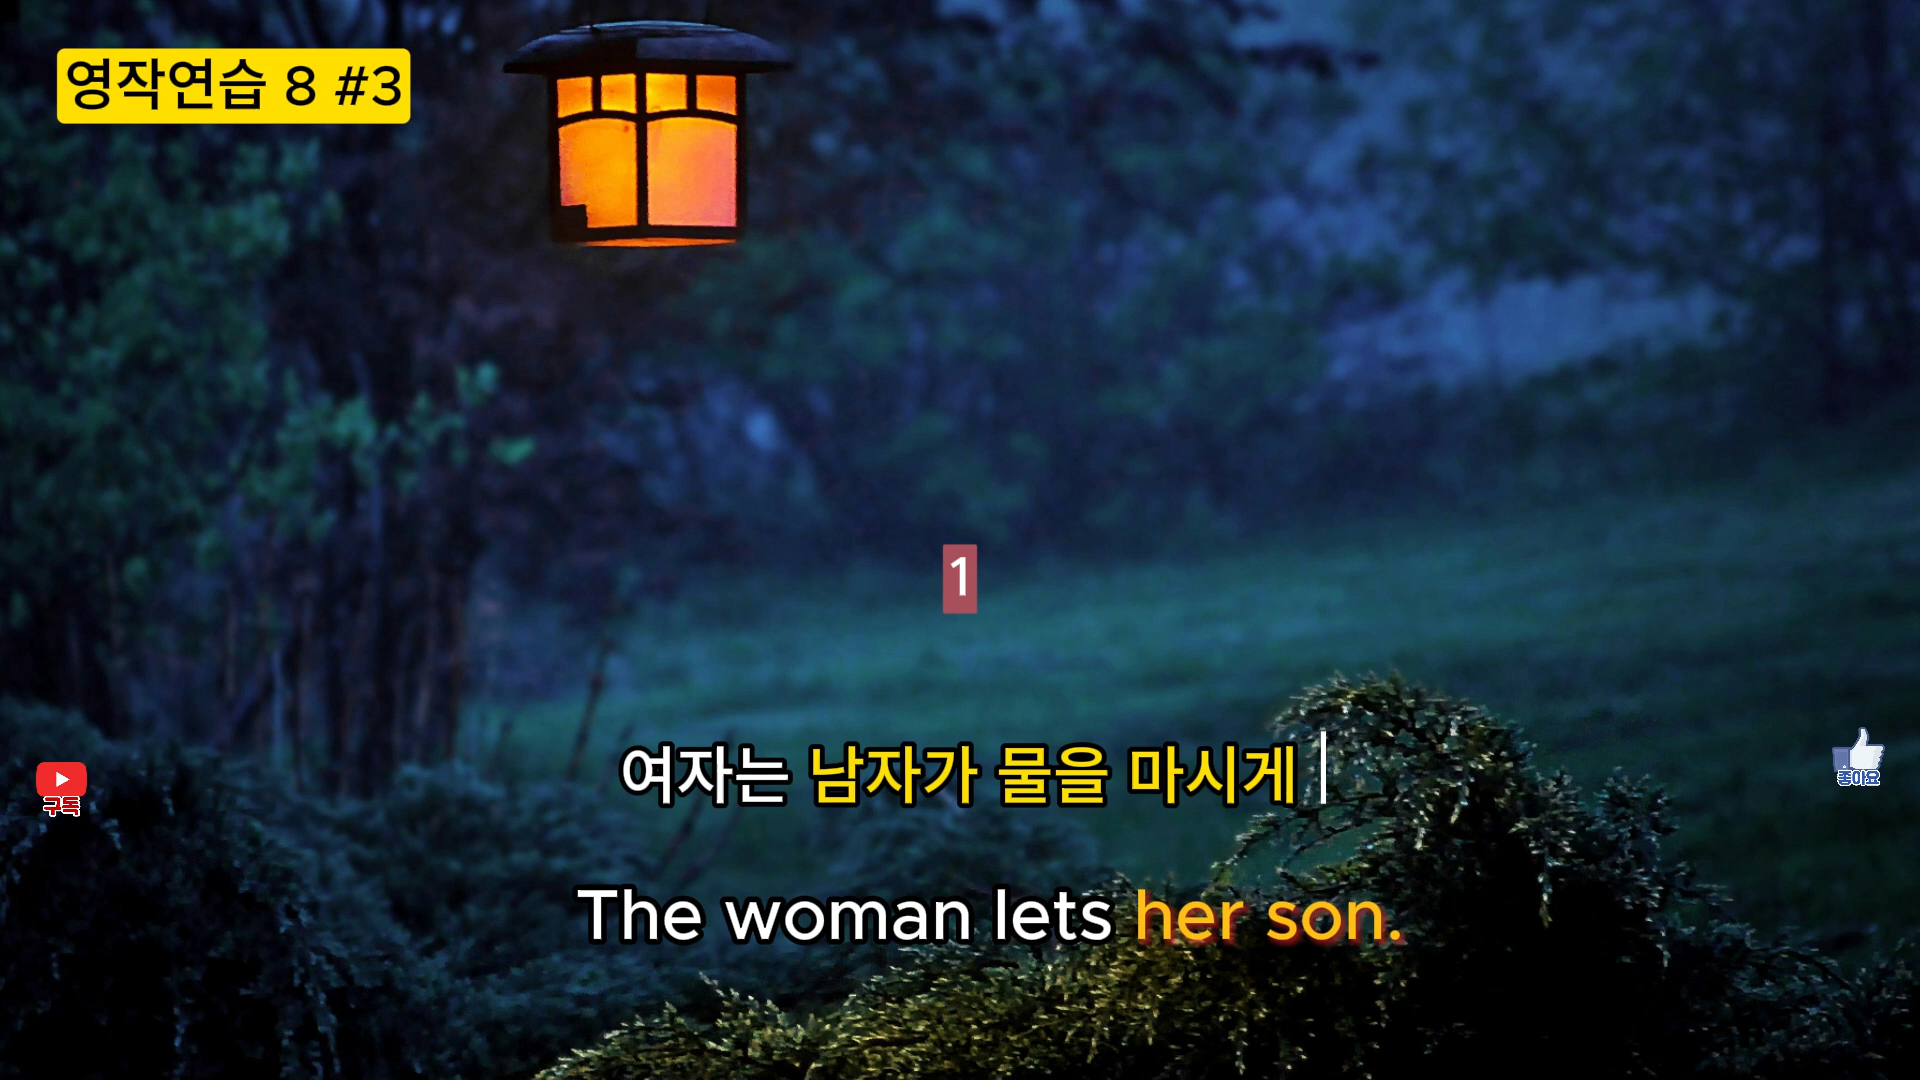 영작연습 8 #3
1
여자는 남자가 물을 마시게
The woman lets her son.
구독
좋아요